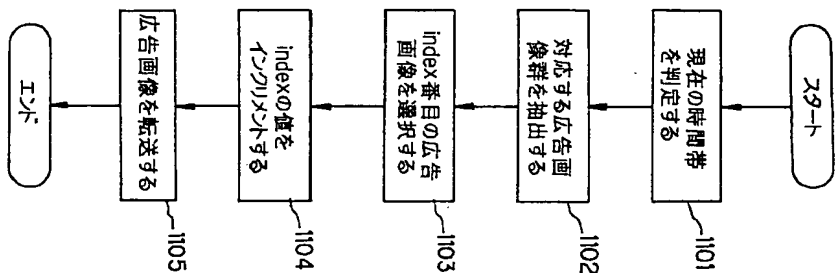 スタート
現在の時間帯
を判定する
1101
対応する広告画
像群を抽出する
1102
index番目の広告
画像を選択する
1103
indexの値を
インクリメントする
1104
広告画像を転送する
1105
エンド